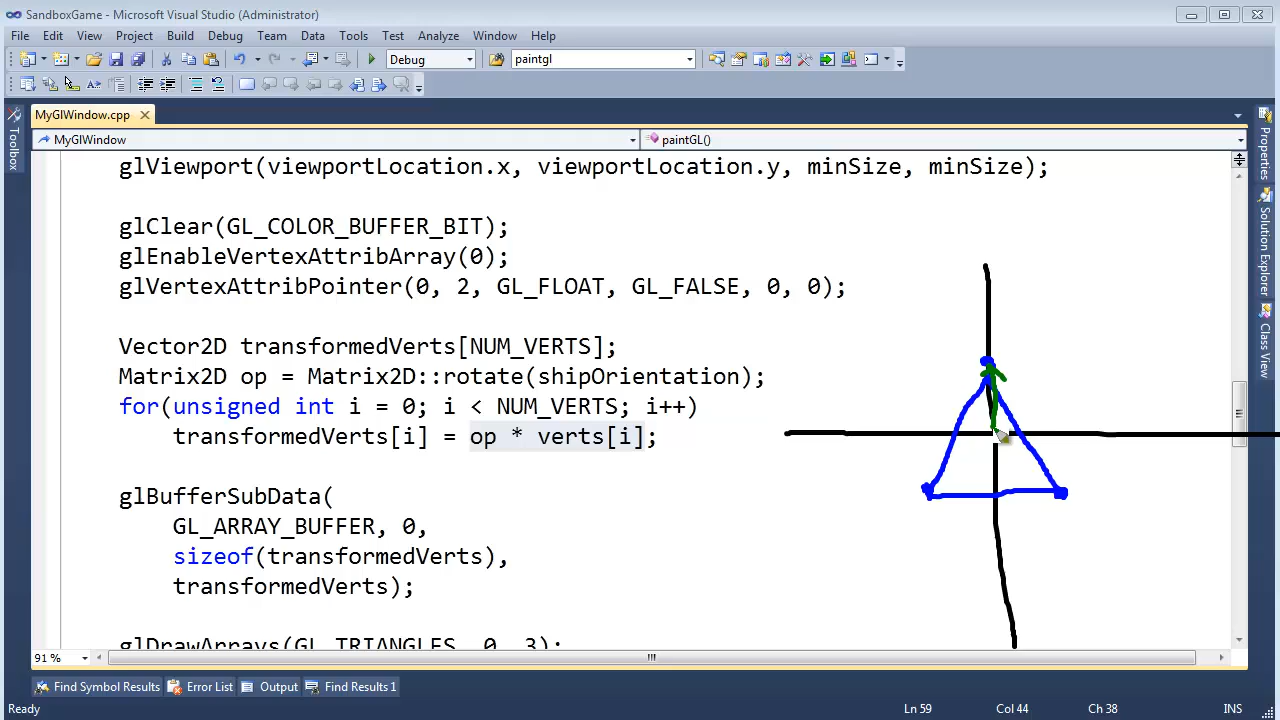 SandboxGame - Microsoft Visual Studio (Administrator)
File Edit View Project Build Debug Team Data Tools Test Analyze Window Help
Debug paintgl
MyGlWindow.cpp
MyGlWindow paintGL()
Toolbox
Properties
Solution Explorer
Class View
glViewport(viewportLocation.x, viewportLocation.y, minSize, minSize);
glClear(GL_COLOR_BUFFER_BIT);
glEnableVertexAttribArray(0);
glVertexAttribPointer(0, 2, GL_FLOAT, GL_FALSE, 0, 0);
Vector2D transformedVerts[NUM_VERTS];
Matrix2D op = Matrix2D::rotate(shipOrientation);
for(unsigned int i = 0; i < NUM_VERTS; i++)
transformedVerts[i] = op * verts[i];
glBufferSubData(
GL_ARRAY_BUFFER, 0,
sizeof(transformedVerts),
transformedVerts);
glDrawArrays(GL_TRIANGLES, 0, 3);
91 %
Find Symbol Results Error List Output Find Results 1
Ready Ln 59 Col 44 Ch 38 INS